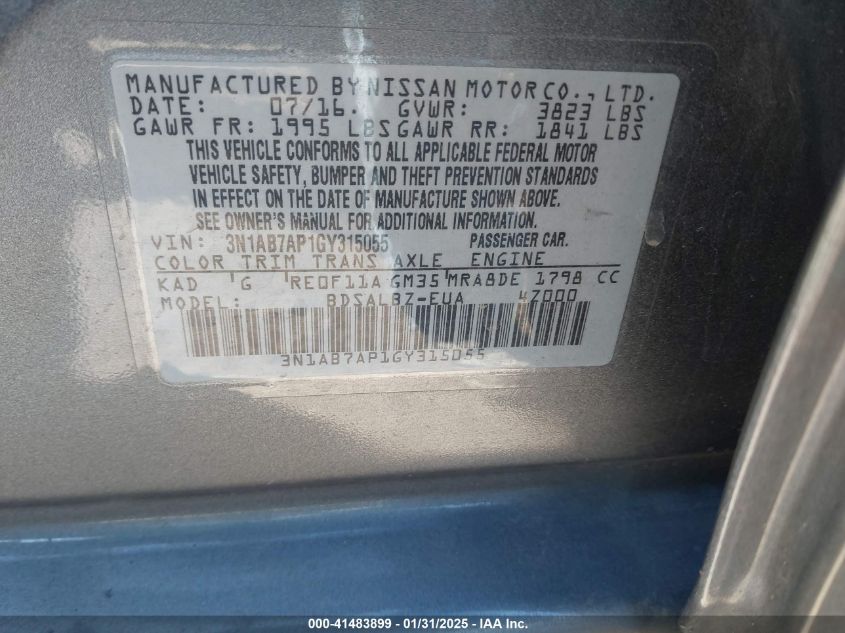 MANUFACTURED BY NISSAN MOTOR CO., LTD.
DATE: 07/16. GVWR: 3823 LBS
GAWR FR: 1995 LBS GAWR RR: 1841 LBS
THIS VEHICLE CONFORMS TO ALL APPLICABLE FEDERAL MOTOR
VEHICLE SAFETY, BUMPER AND THEFT PREVENTION STANDARDS
IN EFFECT ON THE DATE OF MANUFACTURE SHOWN ABOVE.
SEE OWNER'S MANUAL FOR ADDITIONAL INFORMATION.
VIN: 3N1AB7AP1GY315055 PASSENGER CAR.
COLOR TRIM TRANS AXLE ENGINE
KAD G RE0F11A GM35 MRA8DE 1798 CC
MODEL: BDSALBZ-EUA 4Z000
3N1AB7AP1GY315055
000-41483899 - 01/31/2025 - IAA Inc.